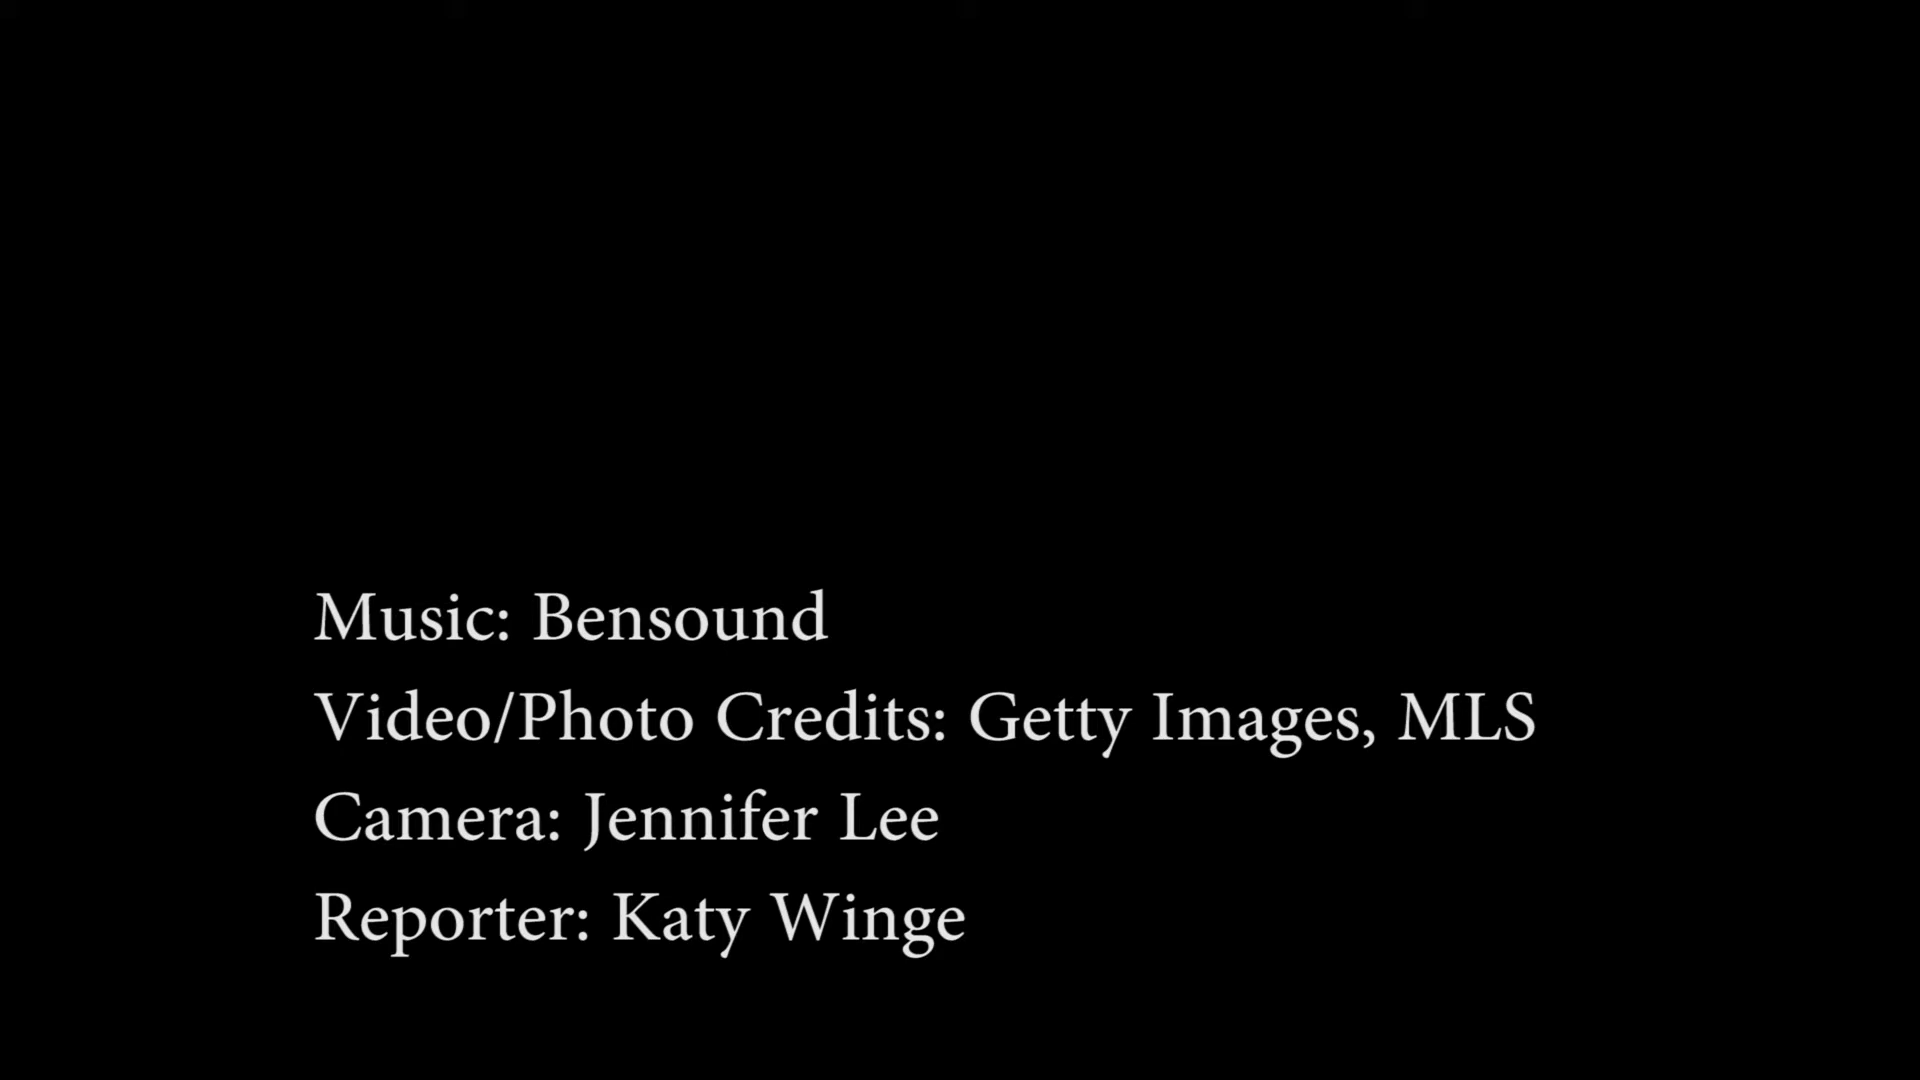 Music: Bensound
Video/Photo Credits: Getty Images, MLS
Camera: Jennifer Lee
Reporter: Katy Winge